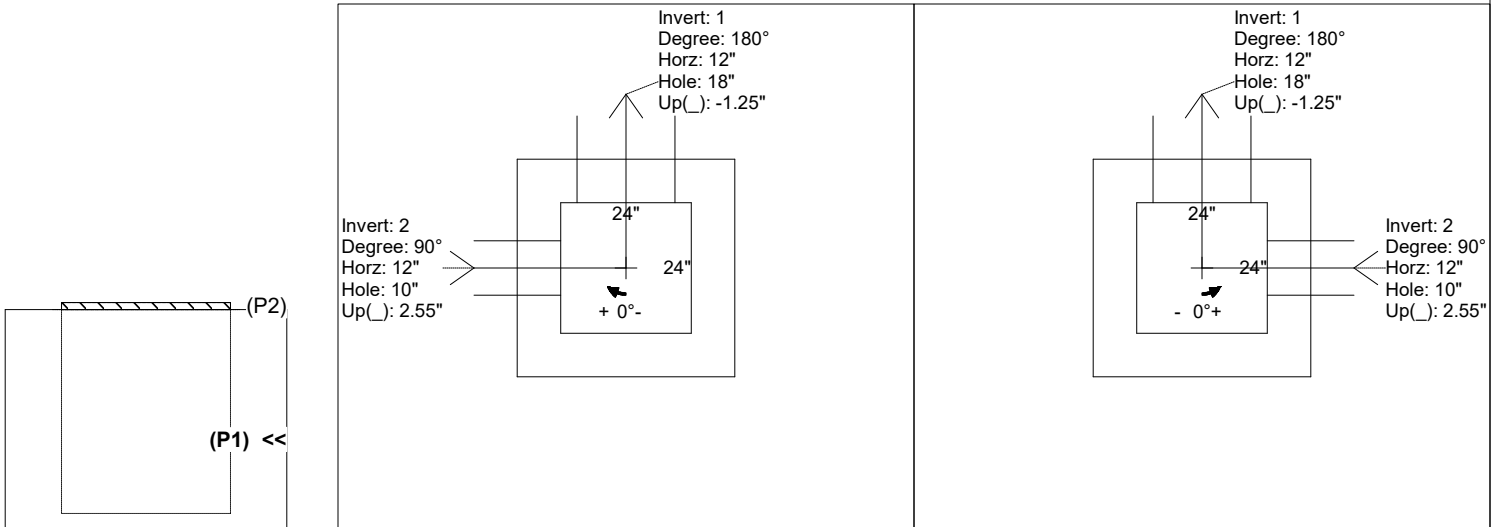 (P2)
(P1) <<
Invert: 1
Degree: 180°
Horz: 12"
Hole: 18"
Up(_): -1.25"
Invert: 2
Degree: 90°
Horz: 12"
Hole: 10"
Up(_): 2.55"
24"
24"
+ 0°-
Invert: 1
Degree: 180°
Horz: 12"
Hole: 18"
Up(_): -1.25"
24"
24"
- 0°+
Invert: 2
Degree: 90°
Horz: 12"
Hole: 10"
Up(_): 2.55"